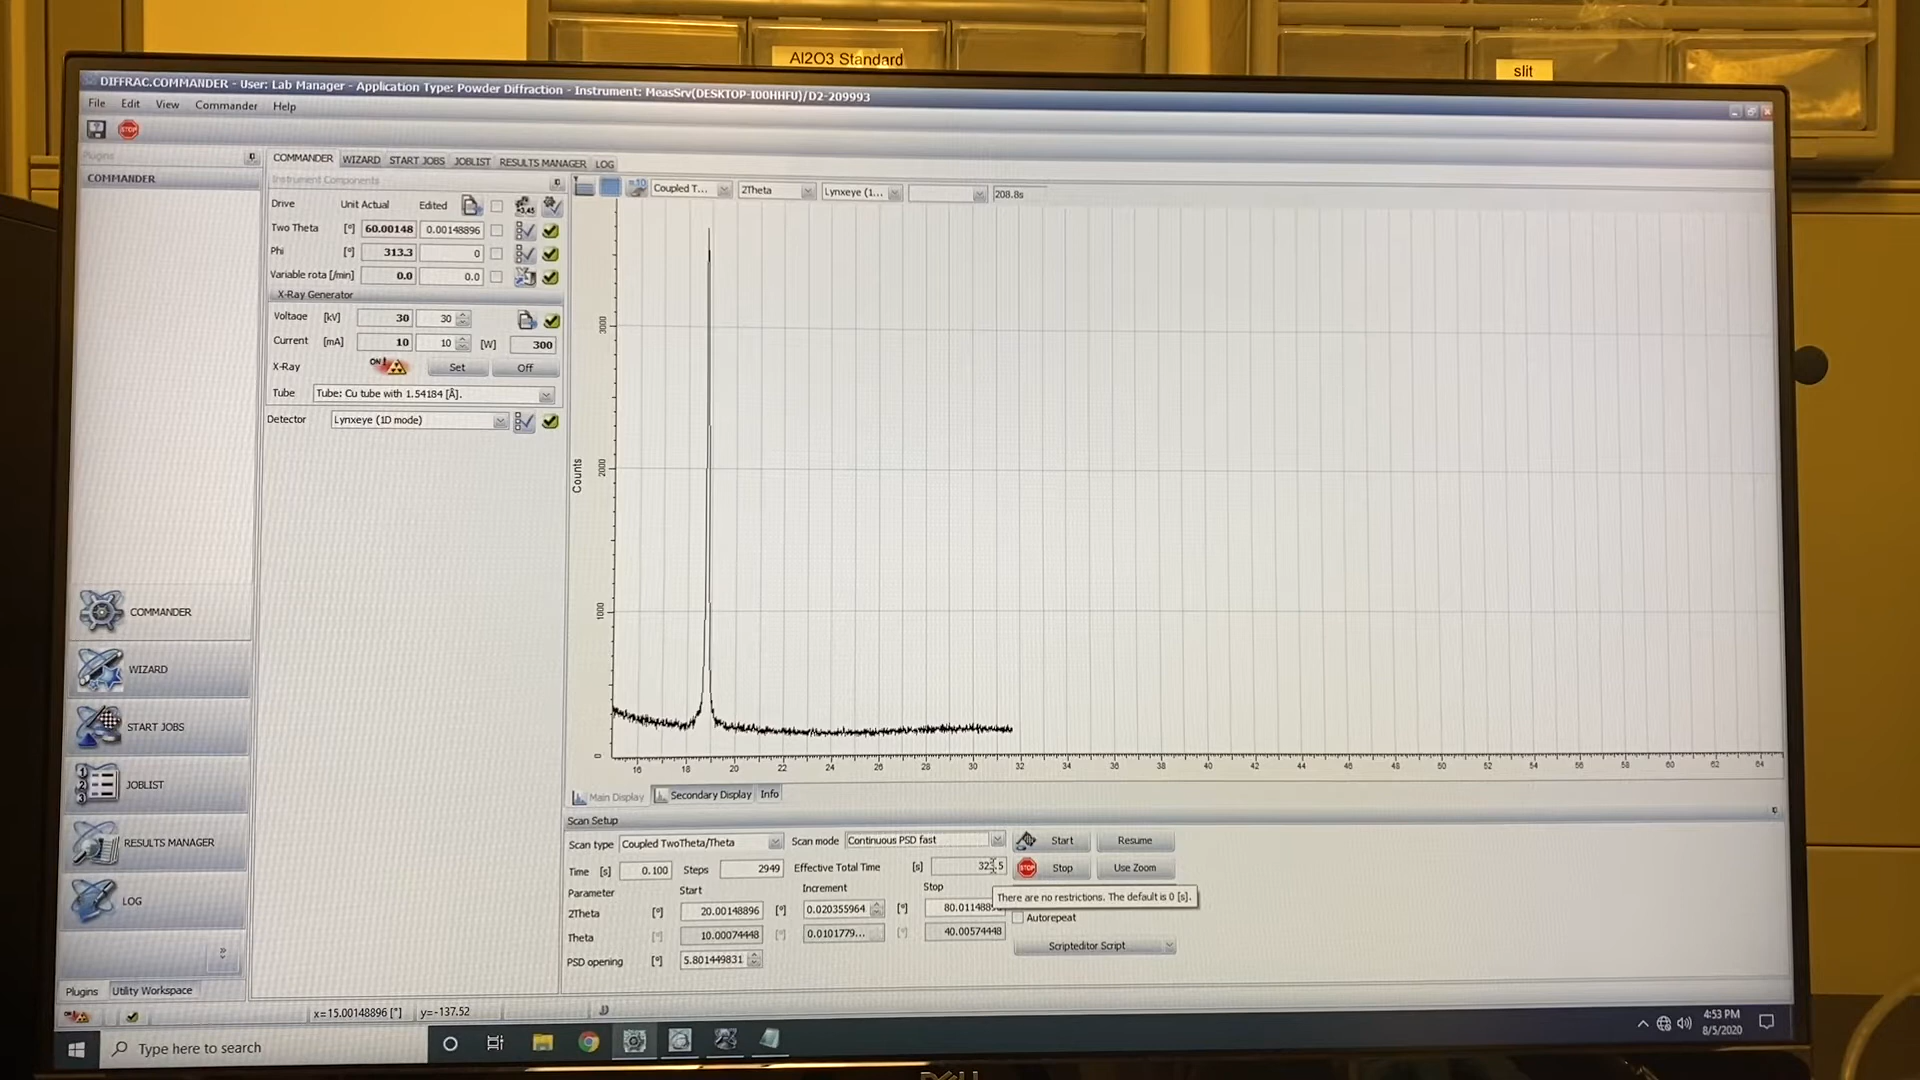 Al2O3 Standard
slit
DIFFRAC.COMMANDER - User: Lab Manager - Application Type: Powder Diffraction - Instrument: MeasSrv(DESKTOP-I00HHFU)/D2-209993
File Edit View Commander Help
STOP
Plugins
COMMANDER
COMMANDER WIZARD START JOBS JOBLIST RESULTS MANAGER LOG
Instrument Components
Coupled T... 2Theta Lynxeye (1... 208.8s
Drive Unit Actual Edited
Two Theta [°] 60.00148 0.00148896
Phi [°] 313.3 0
Variable rota [/min] 0.0 0.0
X-Ray Generator
Voltage [kV] 30 30
Current [mA] 10 10 [W] 300
X-Ray ON! Set Off
Tube Tube: Cu tube with 1.54184 [Å].
Detector Lynxeye (1D mode)
Counts
3000
2000
1000
0
16 18 20 22 24 26 28 30 32 34 36 38 40 42 44 46 48 50 52 54 56 58 60 62 64
COMMANDER
WIZARD
START JOBS
JOBLIST
RESULTS MANAGER
LOG
Plugins Utility Workspace
Main Display Secondary Display Info
Scan Setup
Scan type Coupled TwoTheta/Theta Scan mode Continuous PSD fast Start Resume
Time [s] 0.100 Steps 2949 Effective Total Time [s] STOP Stop Use Zoom
Parameter Start Increment Stop
There are no restrictions. The default is 0 [s].
2Theta [°] 20.00148896 [°] 0.020355964 [°]
Autorepeat
Theta [°] 10.00074448 [°] 0.0101779... [°] 40.00574448
Scripteditor Script
PSD opening [°] 5.801449831
x=15.00148896 [°] y=-137.52
Type here to search
4:53 PM
8/5/2020
DELL